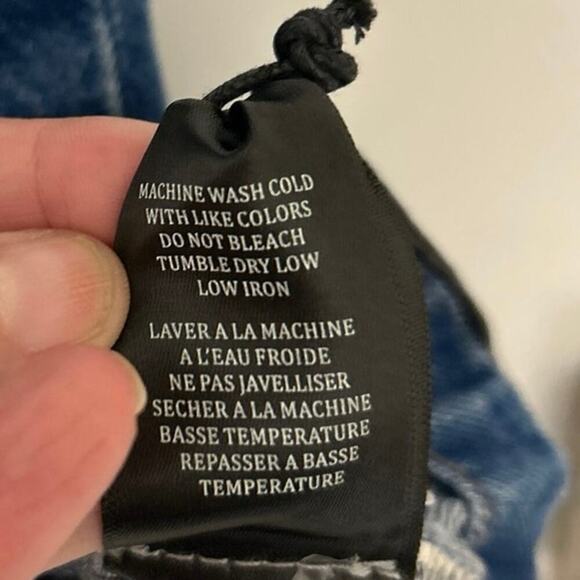 MACHINE WASH COLD
WITH LIKE COLORS
DO NOT BLEACH
TUMBLE DRY LOW
LOW IRON
LAVER A LA MACHINE
A L'EAU FROIDE
NE PAS JAVELLISER
SECHER A LA MACHINE
BASSE TEMPERATURE
REPASSER A BASSE
TEMPERATURE